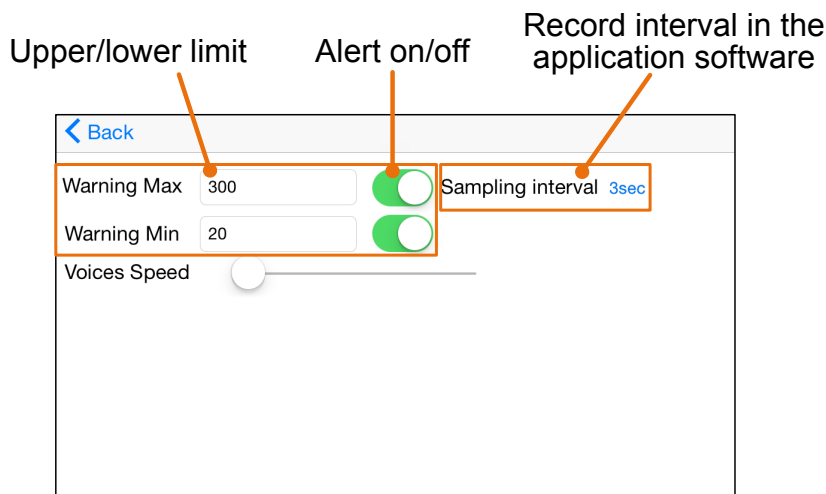 Upper/lower limit
Alert on/off
Record interval in the
application software
Back
Warning Max 300
Sampling interval 3sec
Warning Min 20
Voices Speed